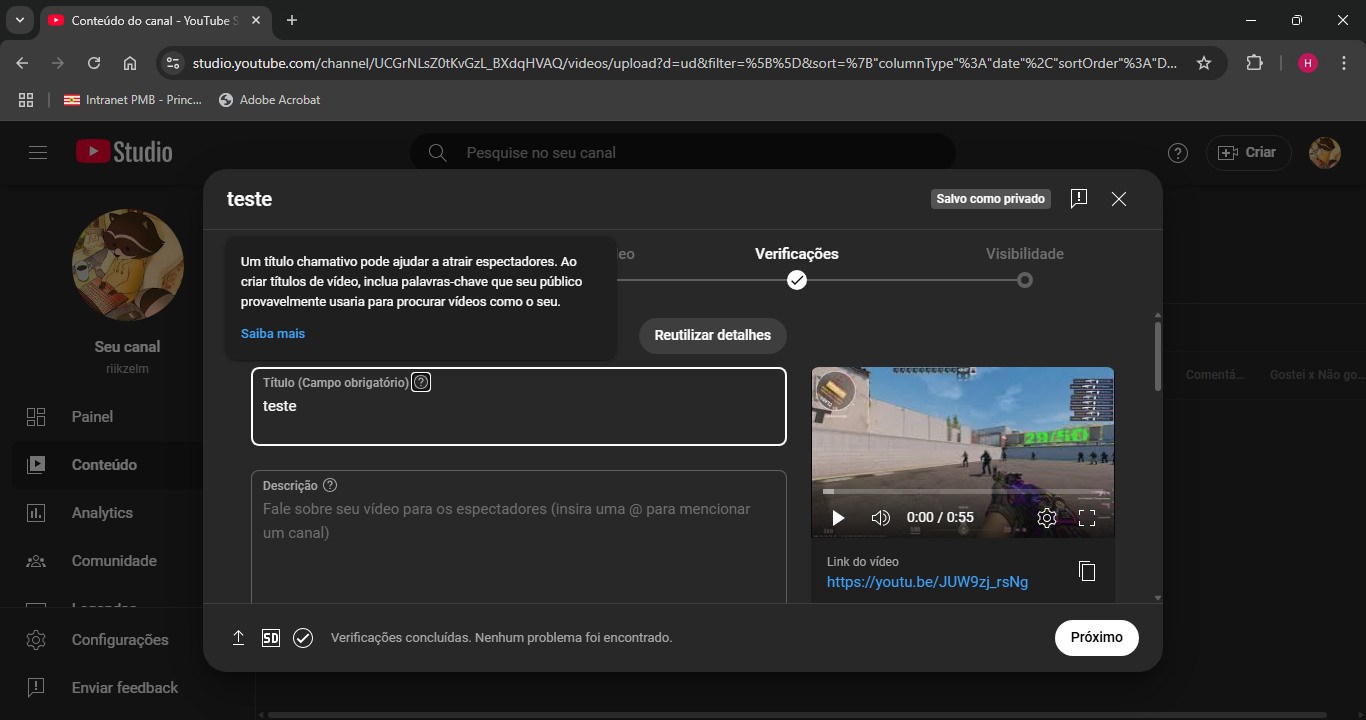 Conteúdo do canal - YouTube S
studio.youtube.com/channel/UCGrNLsZ0tKvGzL_BXdqHVAQ/videos/upload?d=ud&filter=%5B%5D&sort=%7B"columnType"%3A"date"%2C"sortOrder"%3A"D...
H
Intranet PMB - Princ...
Adobe Acrobat
Studio
Pesquise no seu canal
Criar
teste
Salvo como privado
Um título chamativo pode ajudar a atrair espectadores. Ao
criar títulos de vídeo, inclua palavras-chave que seu público
provavelmente usaria para procurar vídeos como o seu.
Saiba mais
eo
Verificações
Visibilidade
Reutilizar detalhes
Seu canal
riikzelm
Painel
Conteúdo
Analytics
Comunidade
Legendas
Configurações
Enviar feedback
Título (Campo obrigatório)
teste
Descrição
Fale sobre seu vídeo para os espectadores (insira uma @ para mencionar
um canal)
0:00 / 0:55
Link do vídeo
https://youtu.be/JUW9zj_rsNg
Comentá...
Gostei x Não go...
SD
Verificações concluídas. Nenhum problema foi encontrado.
Próximo